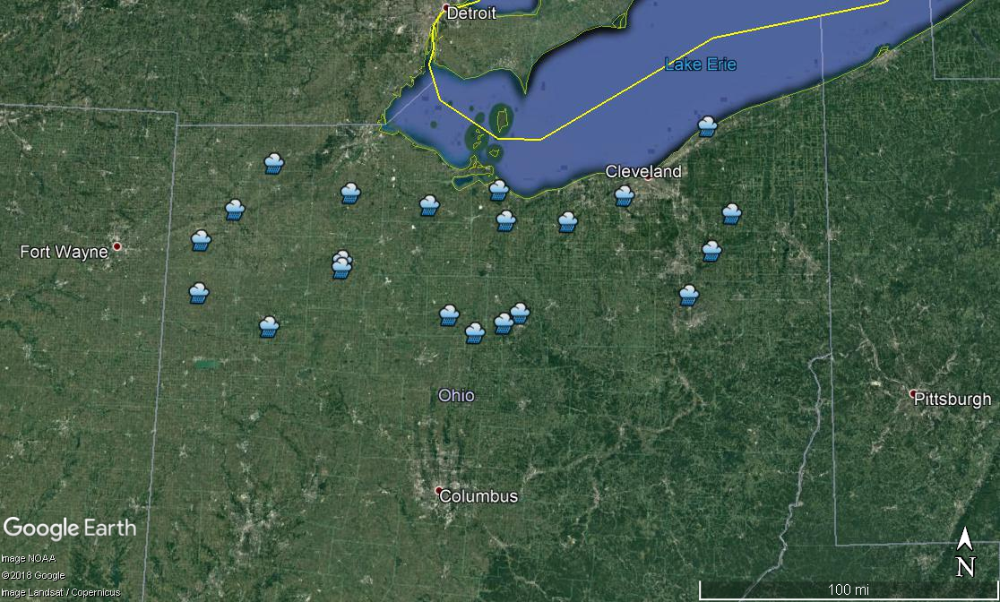 Detroit
Lake Erie
Cleveland
Fort Wayne
Ohio
Pittsburgh
Columbus
Google Earth
Image NOAA
©2018 Google
Image Landsat / Copernicus
N
100 mi